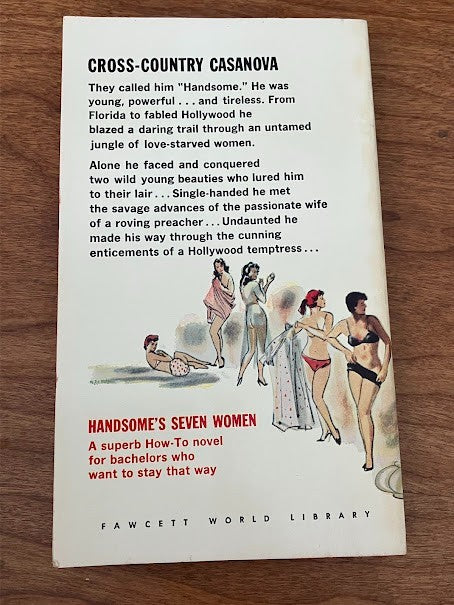 CROSS-COUNTRY CASANOVA
They called him "Handsome." He was
young, powerful . . . and tireless. From
Florida to fabled Hollywood he
blazed a daring trail through an untamed
jungle of love-starved women.
Alone he faced and conquered
two wild young beauties who lured him
to their lair . . . Single-handed he met
the savage advances of the passionate wife
of a roving preacher . . . Undaunted he
made his way through the cunning
enticements of a Hollywood temptress . . .
HANDSOME'S SEVEN WOMEN
A superb How-To novel
for bachelors who
want to stay that way
FAWCETT WORLD LIBRARY